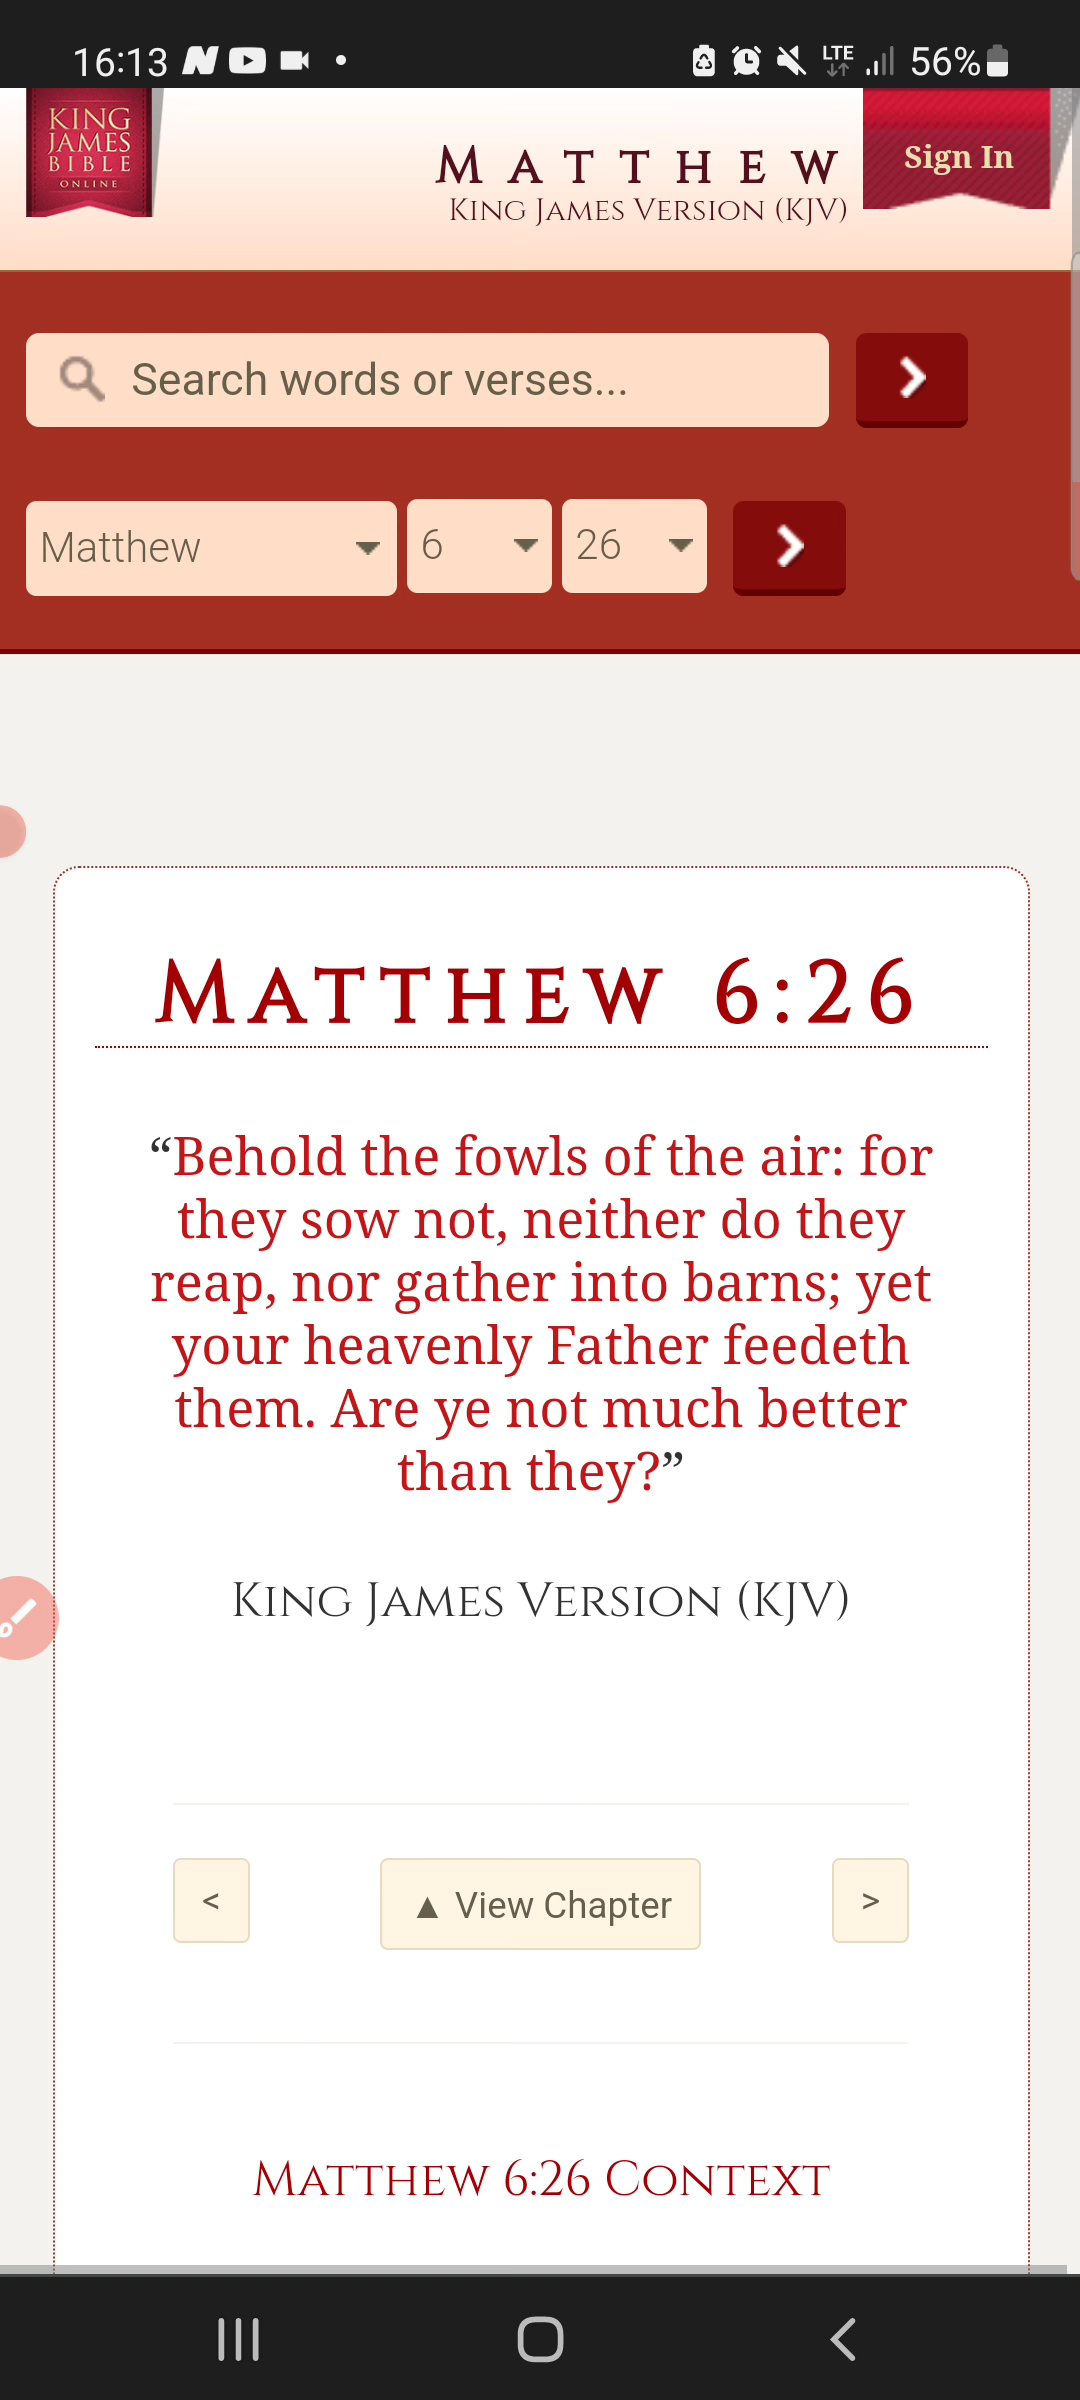 16:13
LTE 56%
KING
JAMES
BIBLE
ONLINE
MATTHEW
KING JAMES VERSION (KJV)
Sign In
Search words or verses...
Matthew 6 26
MATTHEW 6:26
“Behold the fowls of the air: for
they sow not, neither do they
reap, nor gather into barns; yet
your heavenly Father feedeth
them. Are ye not much better
than they?”
KING JAMES VERSION (KJV)
< ▲ View Chapter >
MATTHEW 6:26 CONTEXT